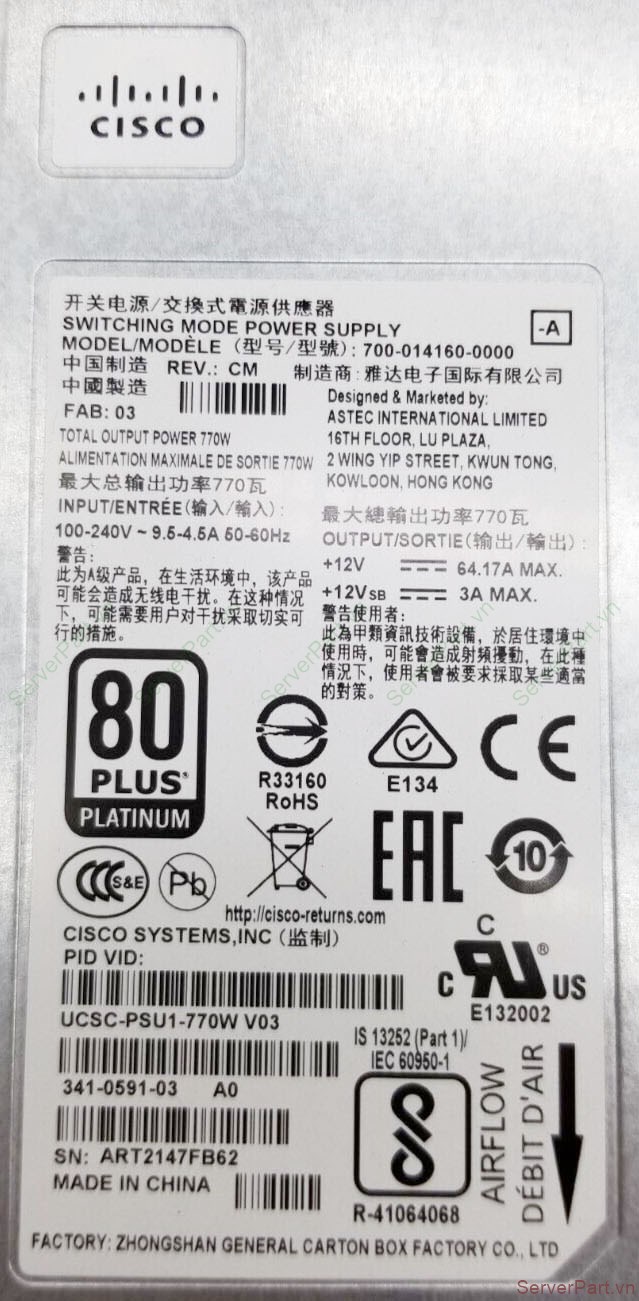 CISCO
开关电源/交換式電源供應器
SWITCHING MODE POWER SUPPLY
-A
MODEL/MODÈLE (型号/型號): 700-014160-0000
中国制造 REV.: CM 制造商:雅达电子国际有限公司
中國製造
FAB: 03
Designed & Marketed by:
ASTEC INTERNATIONAL LIMITED
16TH FLOOR, LU PLAZA,
2 WING YIP STREET, KWUN TONG,
KOWLOON, HONG KONG
TOTAL OUTPUT POWER 770W
ALIMENTATION MAXIMALE DE SORTIE 770W
最大总输出功率770瓦
INPUT/ENTRÉE(输入/輸入):
100-240V ~ 9.5-4.5A 50-60Hz
最大總輸出功率770瓦
OUTPUT/SORTIE(输出/輸出):
+12V 64.17A MAX.
+12VSB 3A MAX.
警告:
此为A级产品，在生活环境中，该产品
可能会造成无线电干扰。在这种情况
下，可能需要用户对干扰采取切实可
行的措施。
警告使用者:
此為甲類資訊技術設備，於居住環境中
使用時，可能會造成射頻擾動，在此種
情況下，使用者會被要求採取某些適當
的對策。
80
PLUS®
PLATINUM
R33160
RoHS
E134
CE
CCC S&E
Pb
EAC
10
http://cisco-returns.com
CISCO SYSTEMS,INC (监制)
PID VID:
UCSC-PSU1-770W V03
C
C RU ® US
E132002
341-0591-03 A0
SN: ART2147FB62
MADE IN CHINA
IS 13252 (Part 1)/
IEC 60950-1
R-41064068
AIRFLOW
DÉBIT D'AIR
FACTORY: ZHONGSHAN GENERAL CARTON BOX FACTORY CO., LTD
ServerPart.vn